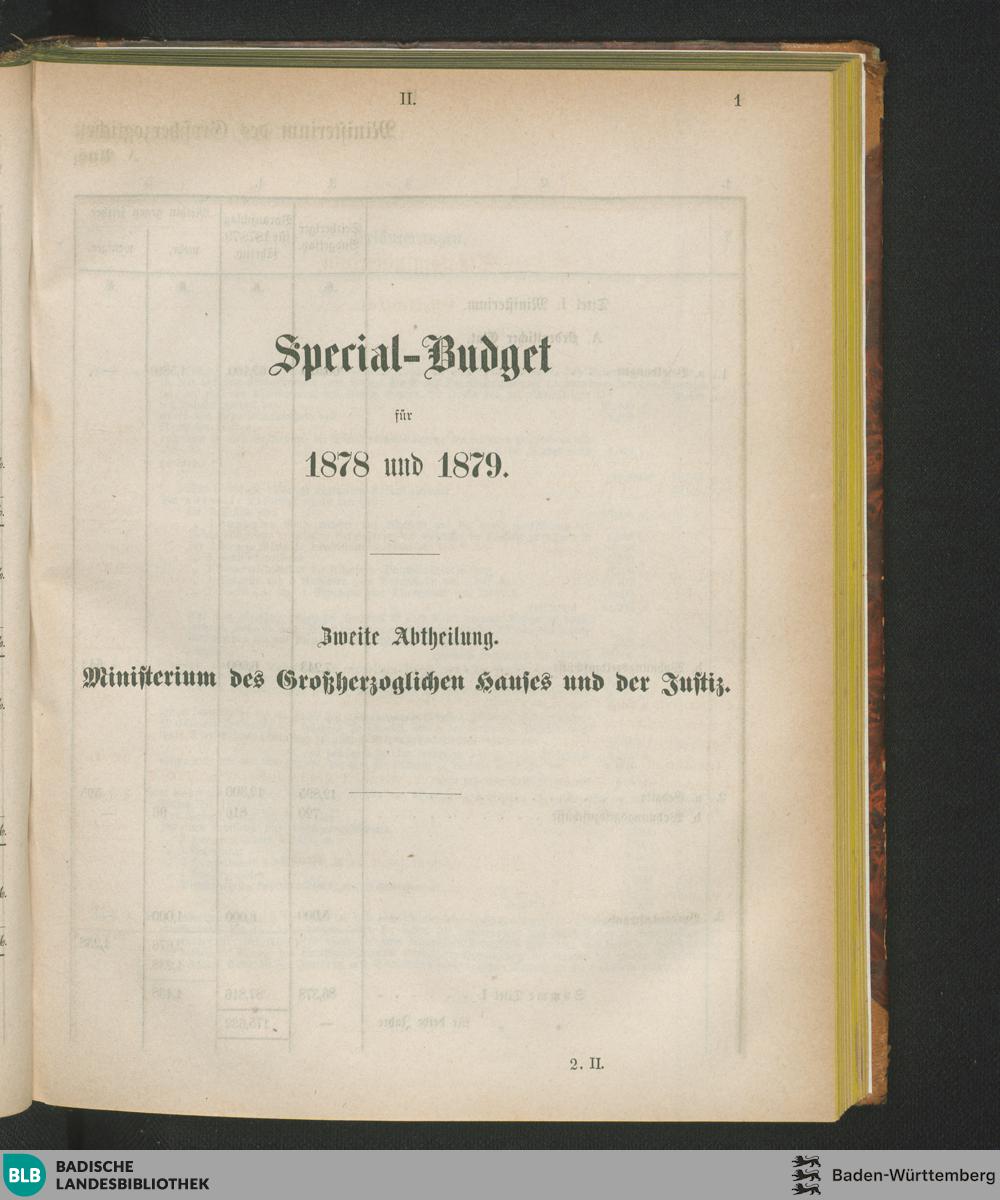 II. 1
Special-Budget
für
1878 und 1879.
Zweite Abtheilung.
Ministerium des Großherzoglichen Hauses und der Justiz.
2. II.
BLB BADISCHE
LANDESBIBLIOTHEK
Baden-Württemberg